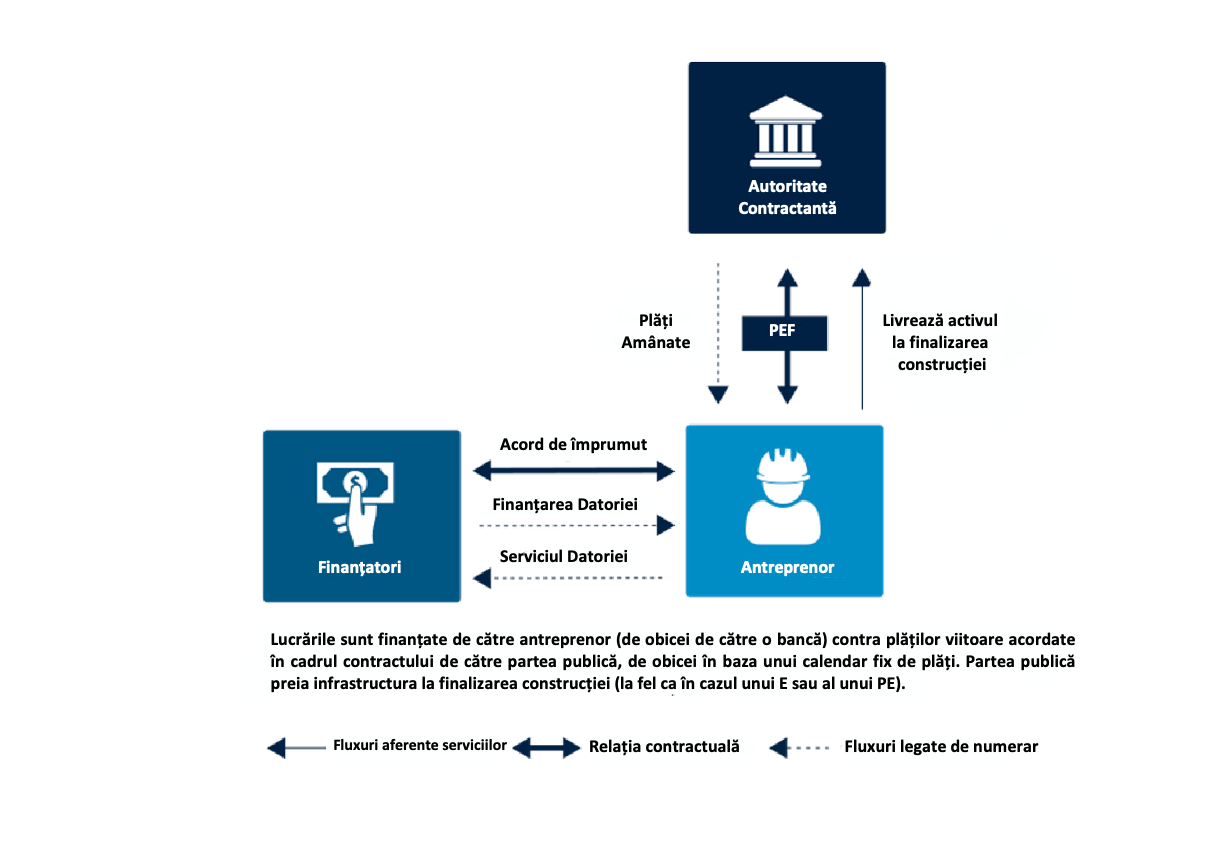 Autoritate
Contractantă
Plăți
Amânate
PEF
Livrează activul
la finalizarea
construcției
Acord de împrumut
Finanțarea Datoriei
Serviciul Datoriei
Finanțatori
Antreprenor
Lucrările sunt finanțate de către antreprenor (de obicei de către o bancă) contra plăților viitoare acordate
în cadrul contractului de către partea publică, de obicei în baza unui calendar fix de plăți. Partea publică
preia infrastructura la finalizarea construcției (la fel ca în cazul unui E sau al unui PE).
Fluxuri aferente serviciilor
Relația contractuală
Fluxuri legate de numerar